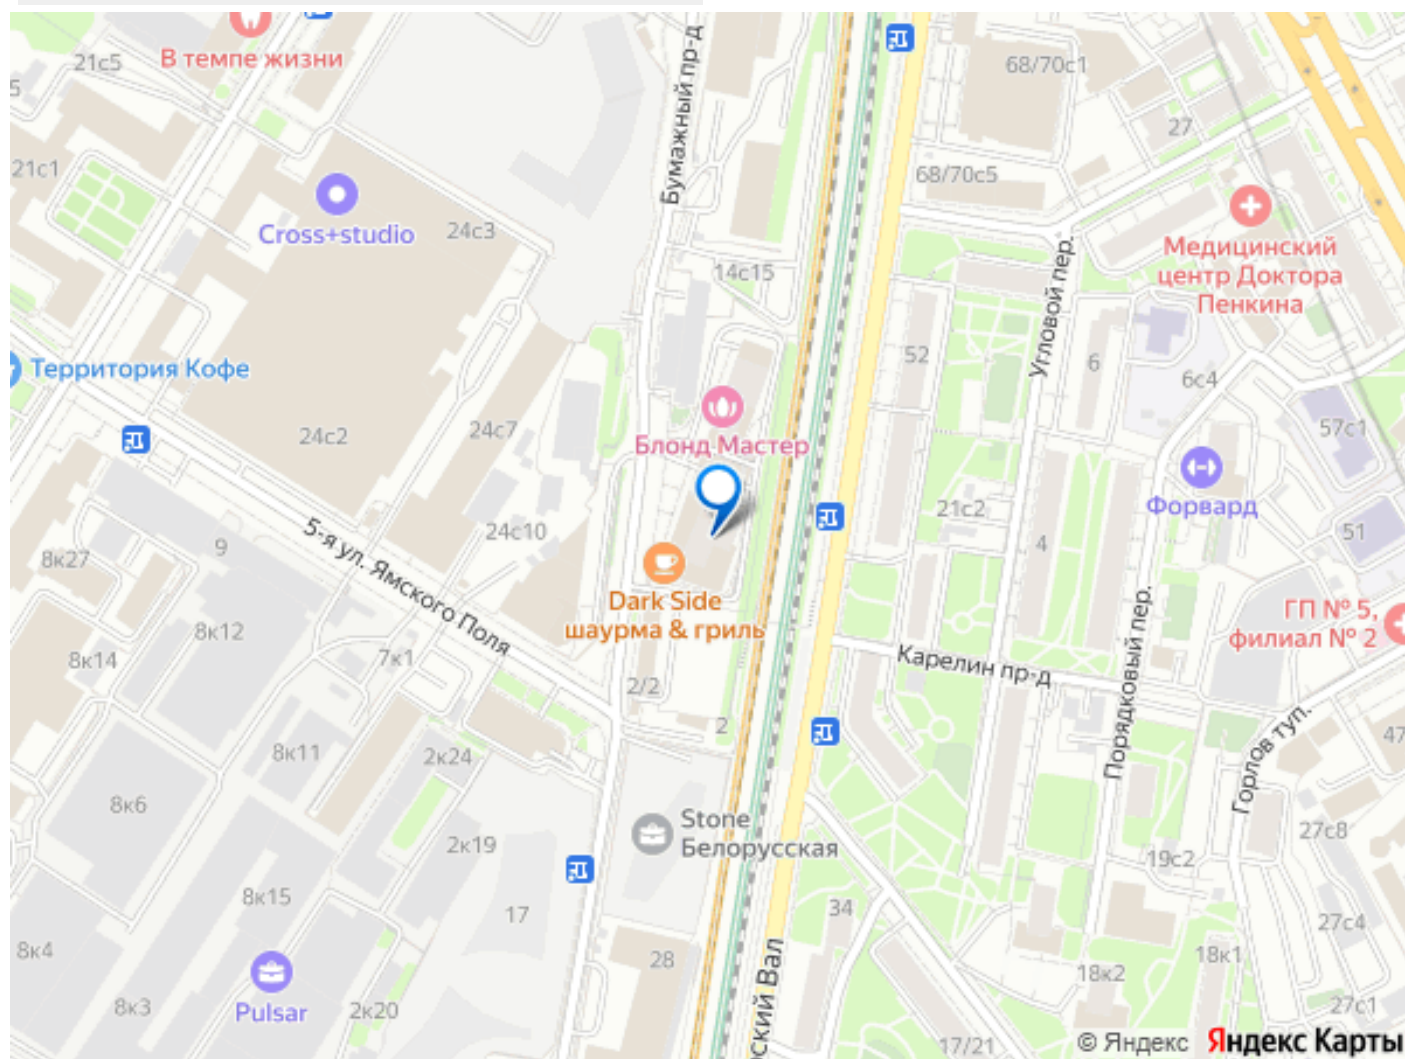 21с5
В темпе жизни
5
21с1
Cross+studio
24с3
Бумажный пр-д
68/70с1
27
68/70с5
Медицинский
центр Доктора
Пенкина
14с15
Угловой пер.
Территория Кофе
52
6
6с4
Блонд Мастер
57с1
24с2
24с7
Форвард
21с2
24с10
51
4
9
5-я ул. Ямского Поля
8к27
Dark Side
шаурма & гриль
ГП № 5,
филиал № 2
8к12
8к14
7к1
Карелин пр-д
Порядковый пер.
2/2
2
Горлов туп.
47
8к11
2к24
8к6
Stone
Белорусская
27с8
2к19
19с2
8к15
17
34
27с4
8к4
28
18к1
18к2
Pulsar
8к3
2к20
ский Вал
27с1
17/21
© Яндекс Яндекс Карты